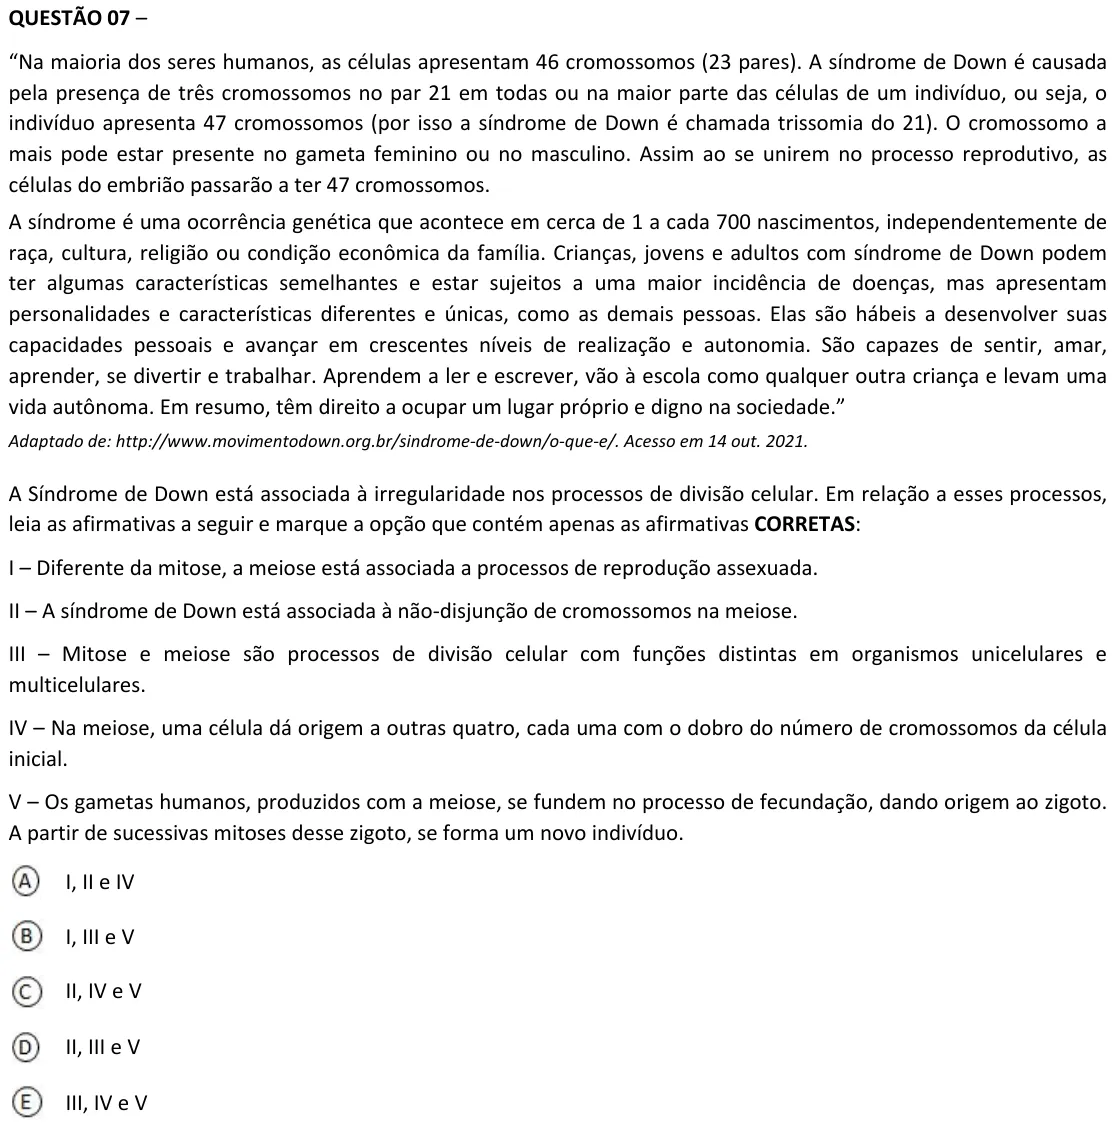 QUESTÃO 07 –
“Na maioria dos seres humanos, as células apresentam 46 cromossomos (23 pares). A síndrome de Down é causada
pela presença de três cromossomos no par 21 em todas ou na maior parte das células de um indivíduo, ou seja, o
indivíduo apresenta 47 cromossomos (por isso a síndrome de Down é chamada trissomia do 21). O cromossomo a
mais pode estar presente no gameta feminino ou no masculino. Assim ao se unirem no processo reprodutivo, as
células do embrião passarão a ter 47 cromossomos.
A síndrome é uma ocorrência genética que acontece em cerca de 1 a cada 700 nascimentos, independentemente de
raça, cultura, religião ou condição econômica da família. Crianças, jovens e adultos com síndrome de Down podem
ter algumas características semelhantes e estar sujeitos a uma maior incidência de doenças, mas apresentam
personalidades e características diferentes e únicas, como as demais pessoas. Elas são hábeis a desenvolver suas
capacidades pessoais e avançar em crescentes níveis de realização e autonomia. São capazes de sentir, amar,
aprender, se divertir e trabalhar. Aprendem a ler e escrever, vão à escola como qualquer outra criança e levam uma
vida autônoma. Em resumo, têm direito a ocupar um lugar próprio e digno na sociedade.”
Adaptado de: http://www.movimentodown.org.br/sindrome-de-down/o-que-e/. Acesso em 14 out. 2021.
A Síndrome de Down está associada à irregularidade nos processos de divisão celular. Em relação a esses processos,
leia as afirmativas a seguir e marque a opção que contém apenas as afirmativas CORRETAS:
I – Diferente da mitose, a meiose está associada a processos de reprodução assexuada.
II – A síndrome de Down está associada à não-disjunção de cromossomos na meiose.
III – Mitose e meiose são processos de divisão celular com funções distintas em organismos unicelulares e
multicelulares.
IV – Na meiose, uma célula dá origem a outras quatro, cada uma com o dobro do número de cromossomos da célula
inicial.
V – Os gametas humanos, produzidos com a meiose, se fundem no processo de fecundação, dando origem ao zigoto.
A partir de sucessivas mitoses desse zigoto, se forma um novo indivíduo.
A I, II e IV
B I, III e V
C II, IV e V
D II, III e V
E III, IV e V